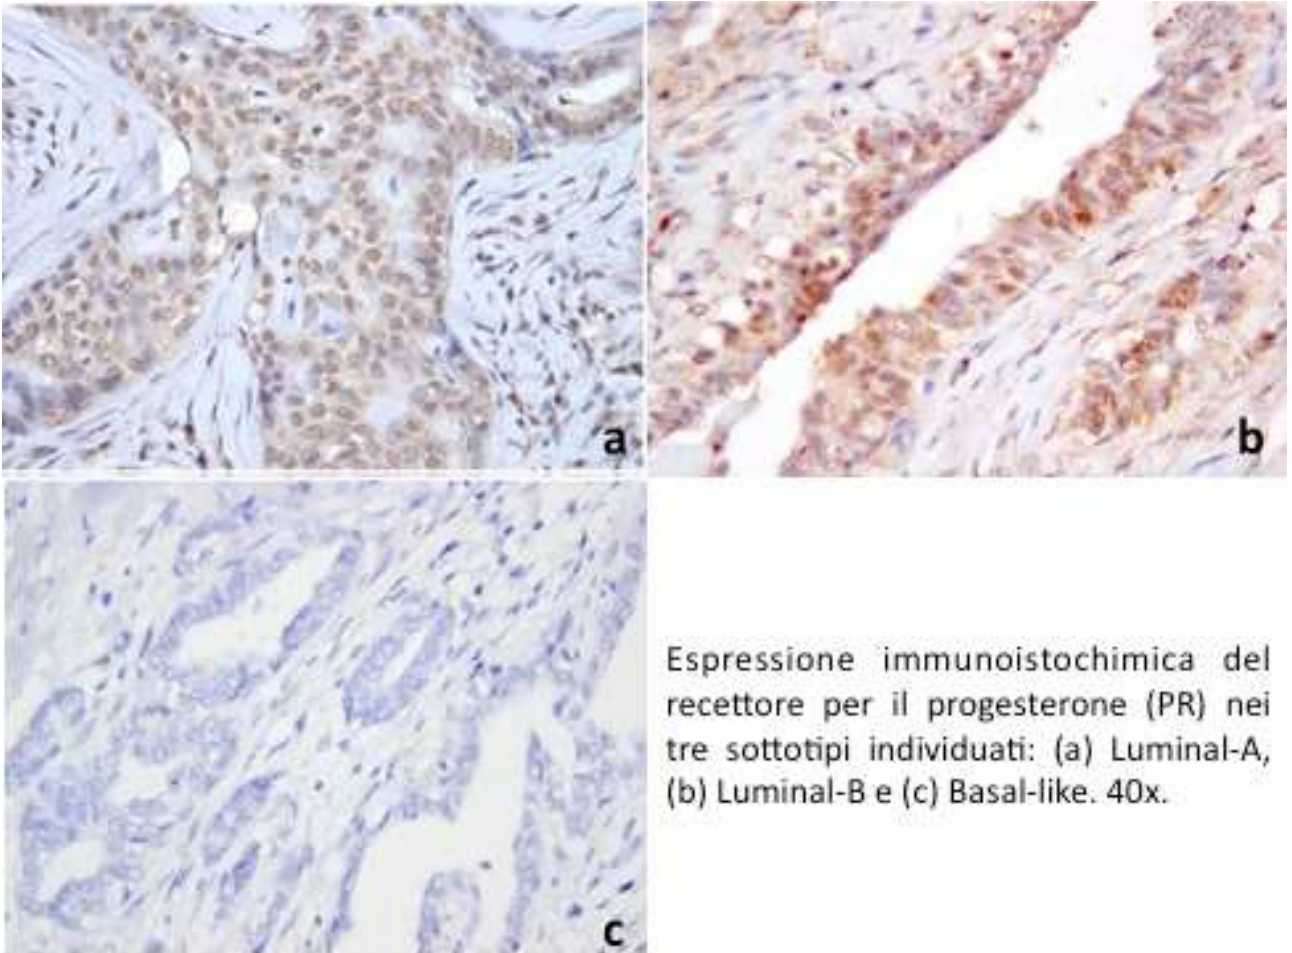 a
b
c
Espressione immunoistochimica del
recettore per il progesterone (PR) nei
tre sottotipi individuati: (a) Luminal-A,
(b) Luminal-B e (c) Basal-like. 40x.